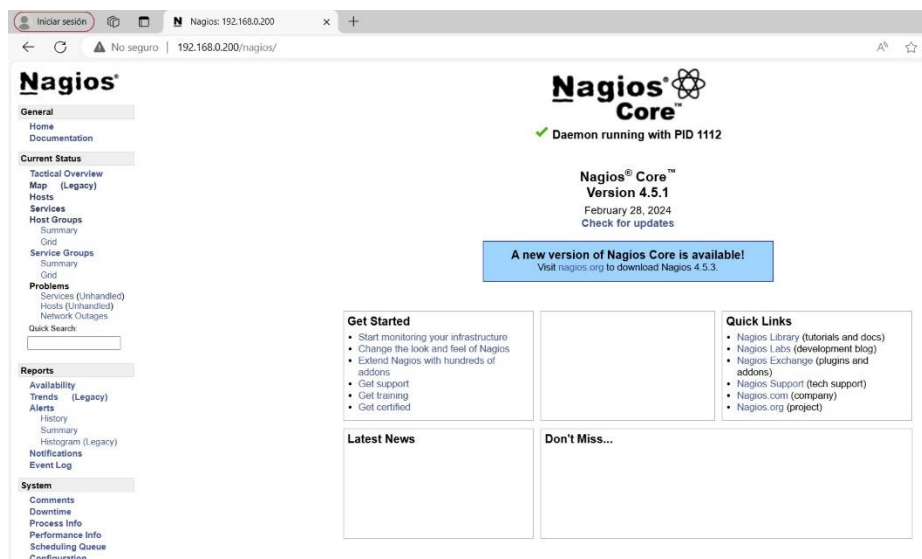 Iniciar sesión
Nagios: 192.168.0.200
No seguro | 192.168.0.200/nagios/
Nagios®
General
Home
Documentation
Current Status
Tactical Overview
Map (Legacy)
Hosts
Services
Host Groups
Summary
Grid
Service Groups
Summary
Grid
Problems
Services (Unhandled)
Hosts (Unhandled)
Network Outages
Quick Search:
Reports
Availability
Trends (Legacy)
Alerts
History
Summary
Histogram (Legacy)
Notifications
Event Log
System
Comments
Downtime
Process Info
Performance Info
Scheduling Queue
Configuration
Nagios®
Core™
Daemon running with PID 1112
Nagios® Core™
Version 4.5.1
February 28, 2024
Check for updates
A new version of Nagios Core is available!
Visit nagios.org to download Nagios 4.5.3.
Get Started
• Start monitoring your infrastructure
• Change the look and feel of Nagios
• Extend Nagios with hundreds of
addons
• Get support
• Get training
• Get certified
Quick Links
• Nagios Library (tutorials and docs)
• Nagios Labs (development blog)
• Nagios Exchange (plugins and
addons)
• Nagios Support (tech support)
• Nagios.com (company)
• Nagios.org (project)
Latest News
Don't Miss...